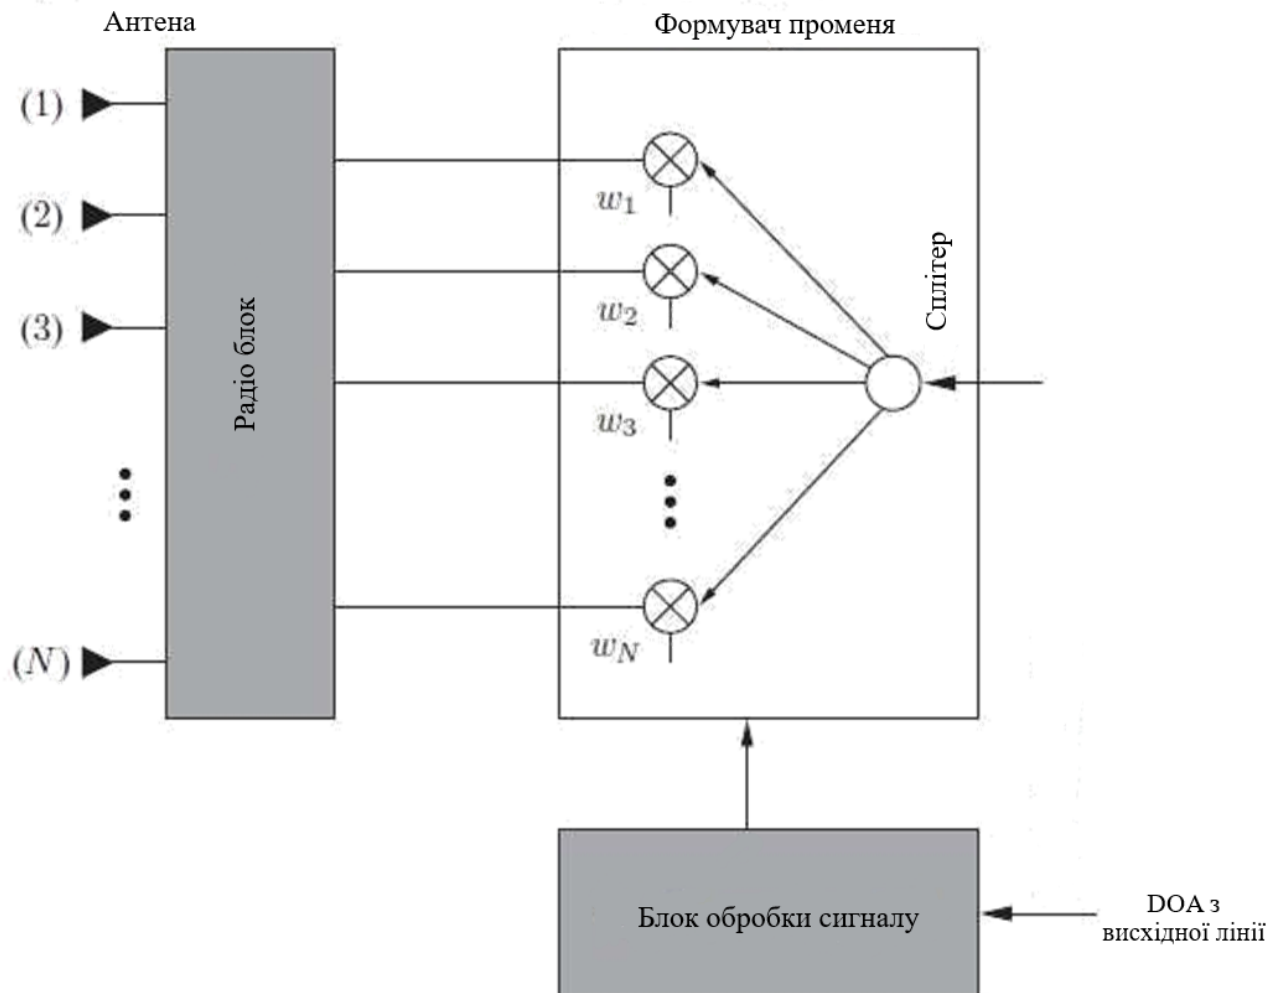 Антена
Формувач променя
(1)
(2)
(3)
(N)
Радіо блок
w1
w2
w3
wN
Сплітер
Блок обробки сигналу
DOA з
висхідної лінії